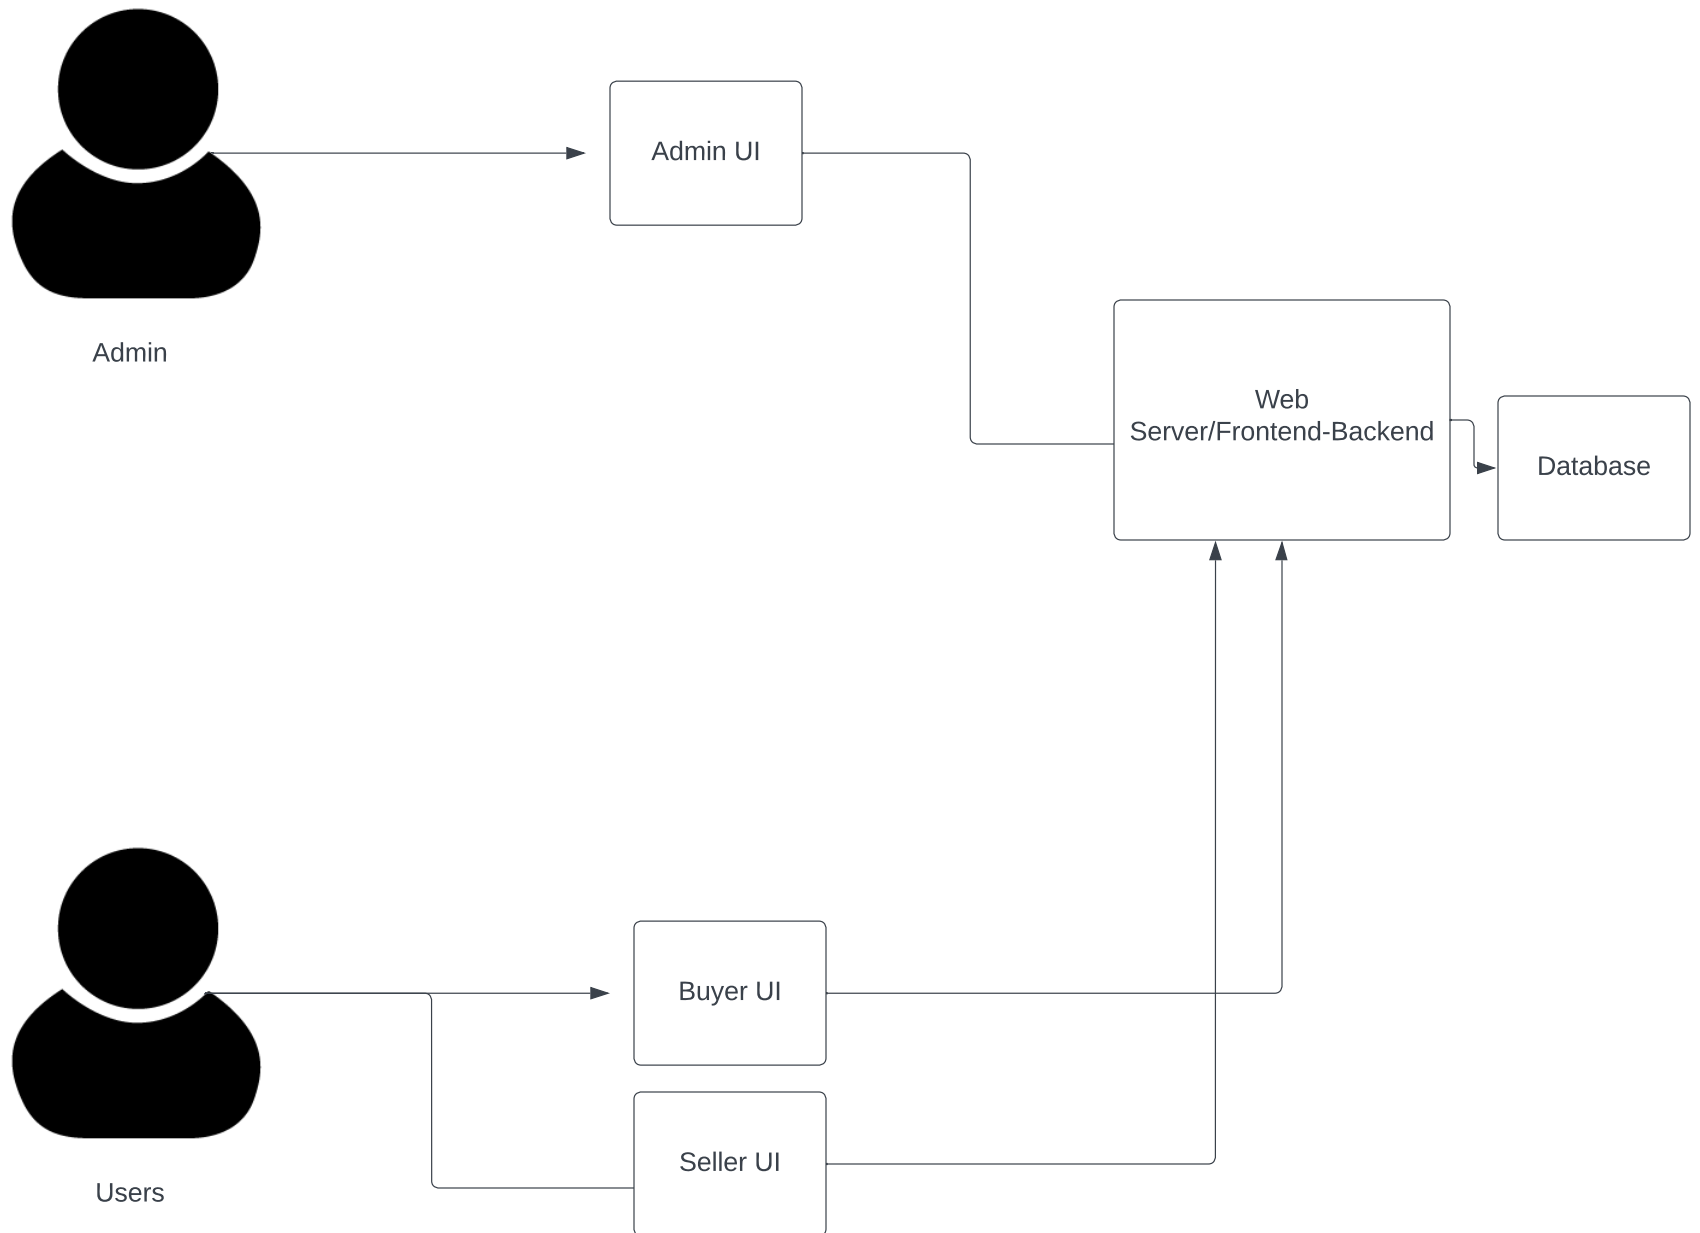 Admin UI
Admin
Web
Server/Frontend-Backend
Database
Buyer UI
Seller UI
Users